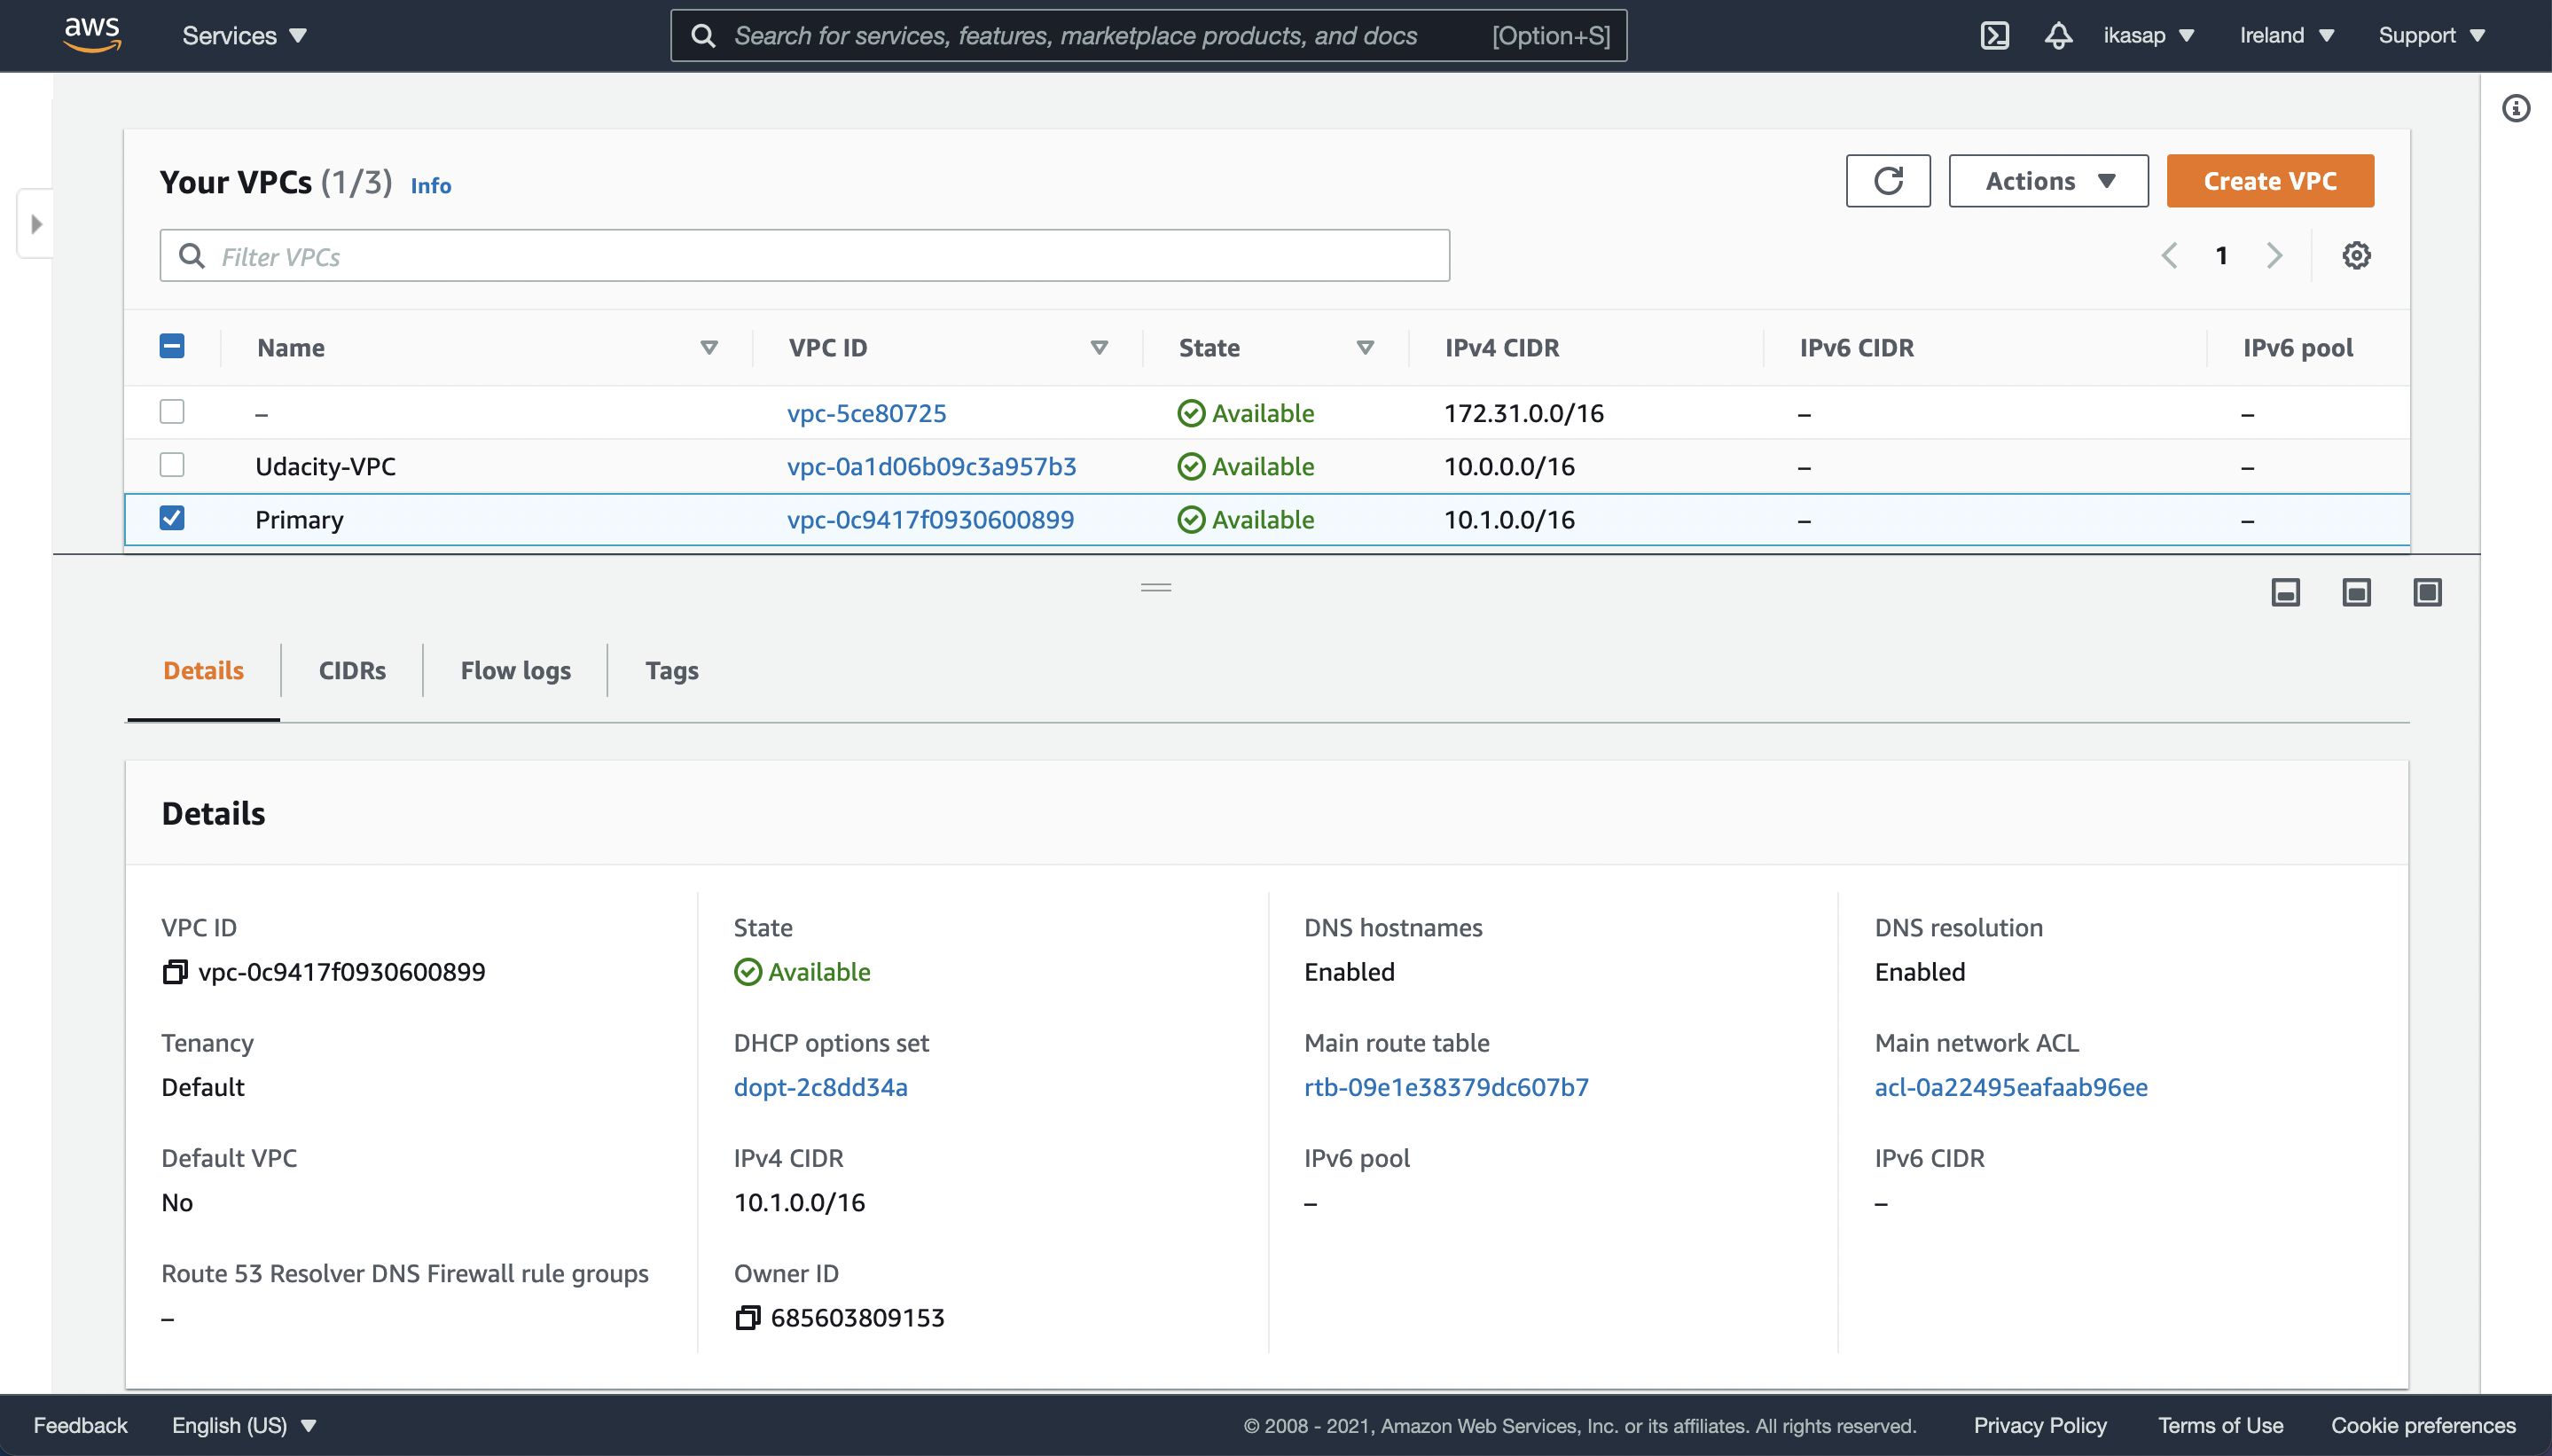 aws Services Search for services, features, marketplace products, and docs [Option+S] ikasap Ireland Support
Your VPCs (1/3) Info Actions Create VPC
Filter VPCs 1
Name VPC ID State IPv4 CIDR IPv6 CIDR IPv6 pool
– vpc-5ce80725 Available 172.31.0.0/16 – –
Udacity-VPC vpc-0a1d06b09c3a957b3 Available 10.0.0.0/16 – –
Primary vpc-0c9417f0930600899 Available 10.1.0.0/16 – –
Details CIDRs Flow logs Tags
Details
VPC ID State DNS hostnames DNS resolution
vpc-0c9417f0930600899 Available Enabled Enabled
Tenancy DHCP options set Main route table Main network ACL
Default dopt-2c8dd34a rtb-09e1e38379dc607b7 acl-0a22495eafaab96ee
Default VPC IPv4 CIDR IPv6 pool IPv6 CIDR
No 10.1.0.0/16 – –
Route 53 Resolver DNS Firewall rule groups Owner ID
– 685603809153
Feedback English (US) © 2008 - 2021, Amazon Web Services, Inc. or its affiliates. All rights reserved. Privacy Policy Terms of Use Cookie preferences